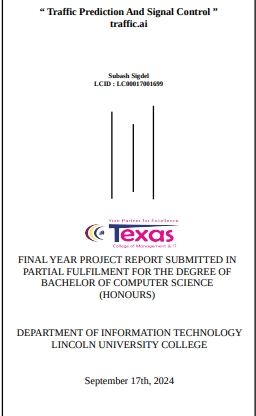 “ Traffic Prediction And Signal Control ”
traffic.ai
Subash Sigdel
LCID : LC00017001699
Your Partner for Excellence
Texas
College of Management & IT
FINAL YEAR PROJECT REPORT SUBMITTED IN
PARTIAL FULFILMENT FOR THE DEGREE OF
BACHELOR OF COMPUTER SCIENCE
(HONOURS)
DEPARTMENT OF INFORMATION TECHNOLOGY
LINCOLN UNIVERSITY COLLEGE
September 17th, 2024